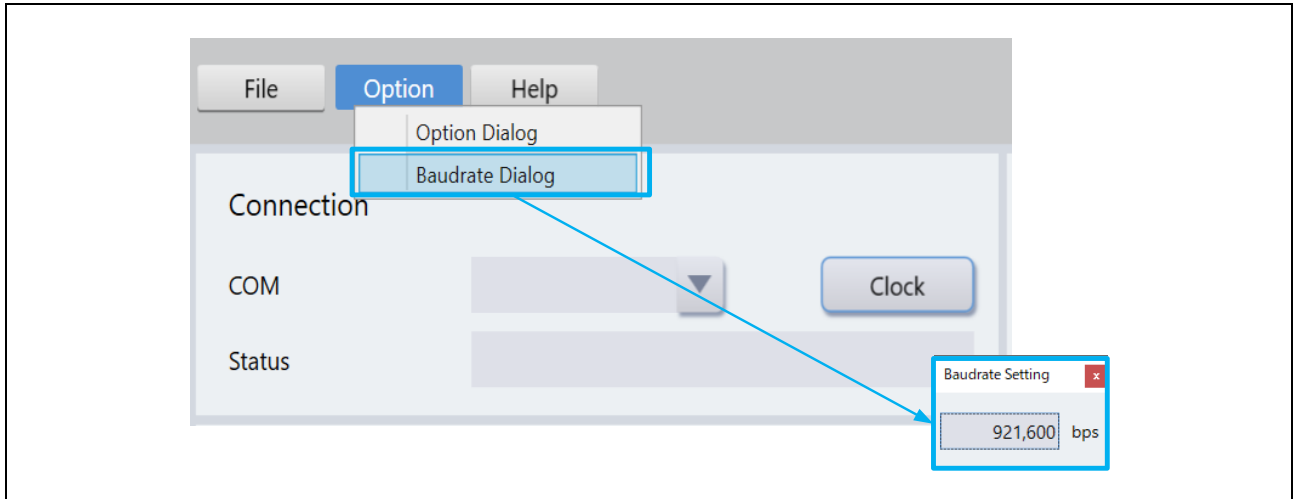 File Option Help
Option Dialog
Baudrate Dialog
Connection
COM Clock
Status
Baudrate Setting x
921,600 bps